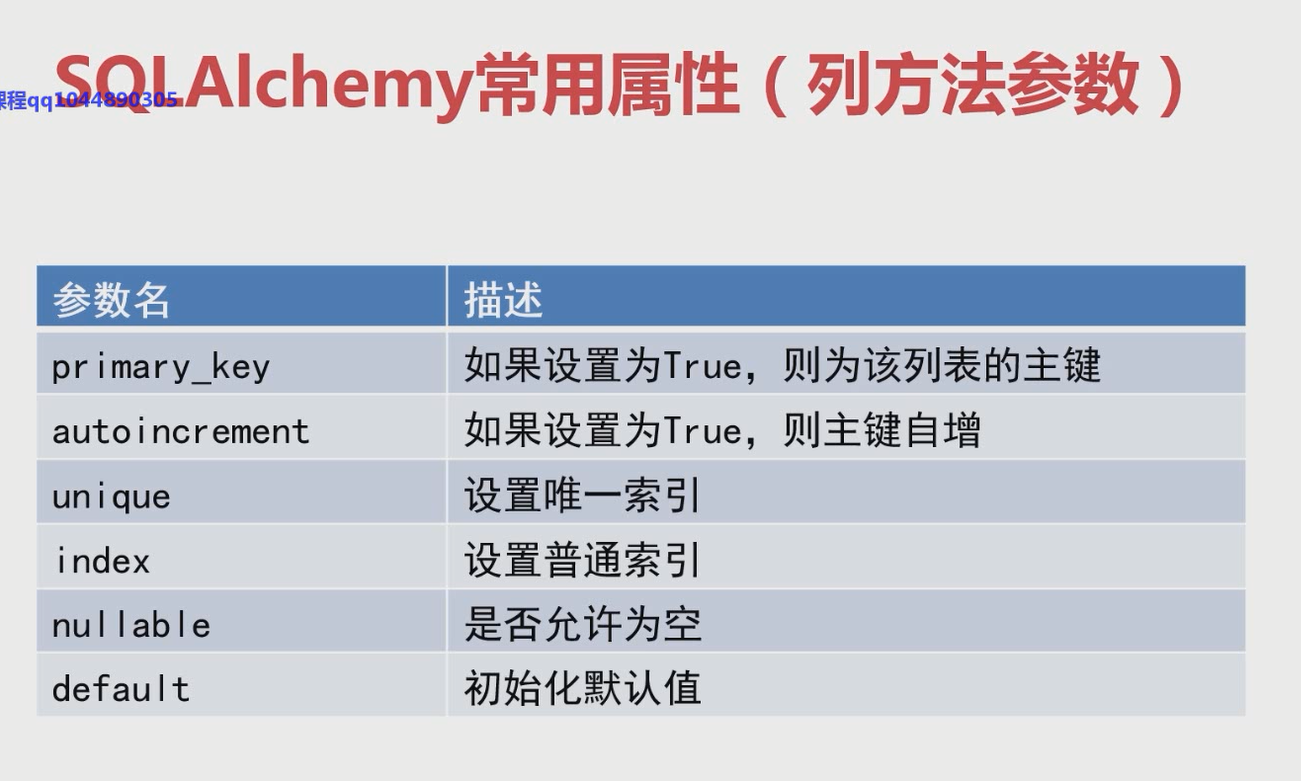 SQLAlchemy常用属性（列方法参数）
课程qq1044890305
参数名 描述
primary_key 如果设置为True，则为该列表的主键
autoincrement 如果设置为True，则主键自增
unique 设置唯一索引
index 设置普通索引
nullable 是否允许为空
default 初始化默认值